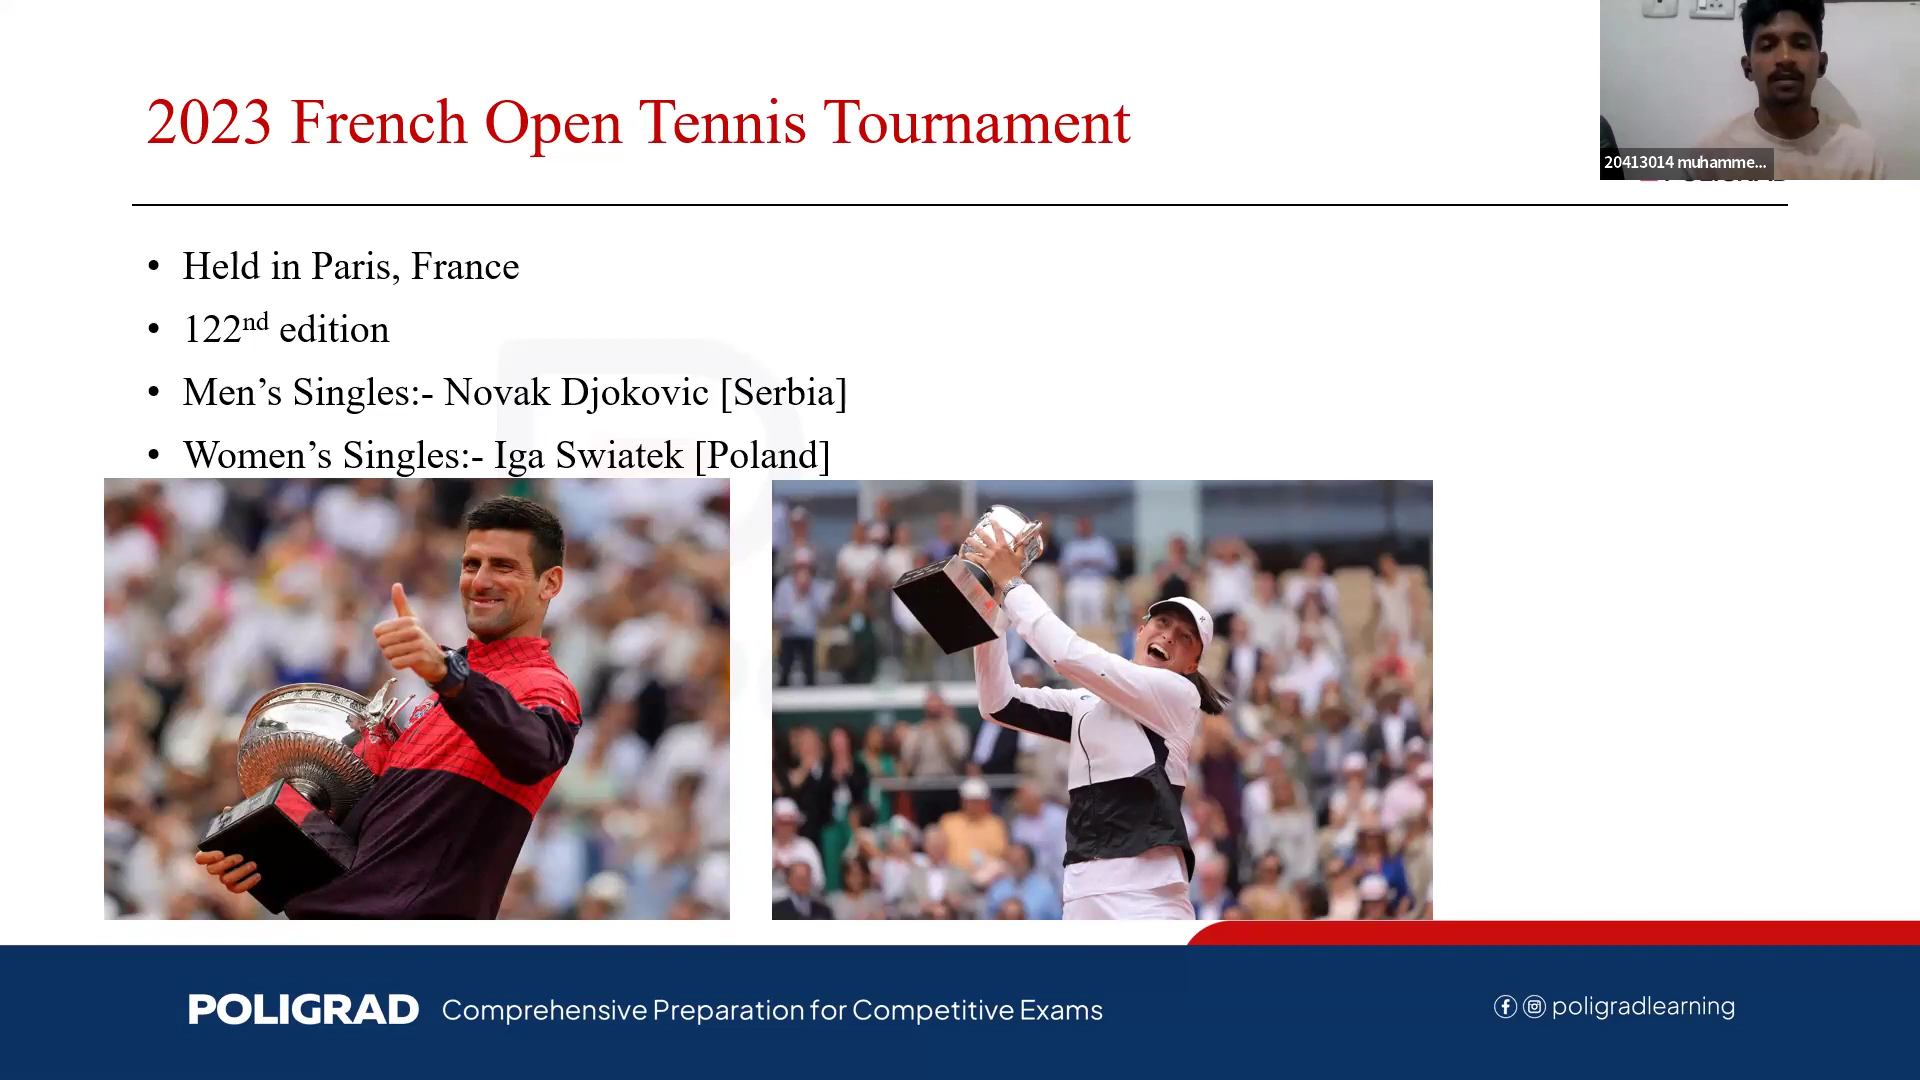 2023 French Open Tennis Tournament
20413014 muhamme...
• Held in Paris, France
• 122nd edition
• Men’s Singles:- Novak Djokovic [Serbia]
• Women’s Singles:- Iga Swiatek [Poland]
POLIGRAD Comprehensive Preparation for Competitive Exams
poligradlearning